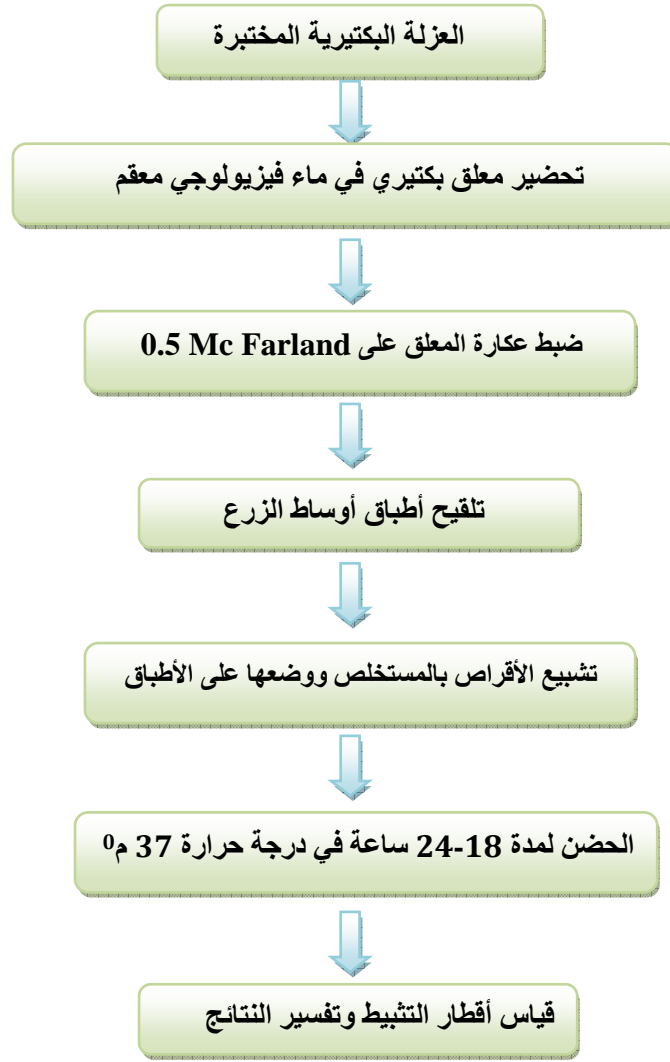 العزلة البكتيرية المختبرة
تحضير معلق بكتيري في ماء فيزيولوجي معقم
ضبط عكارة المعلق على 0.5 Mc Farland
تلقيح أطباق أوساط الزرع
تشبيع الأقراص بالمستخلص ووضعها على الأطباق
الحضن لمدة 18-24 ساعة في درجة حرارة 37 م⁰
قياس أقطار التثبيط وتفسير النتائج